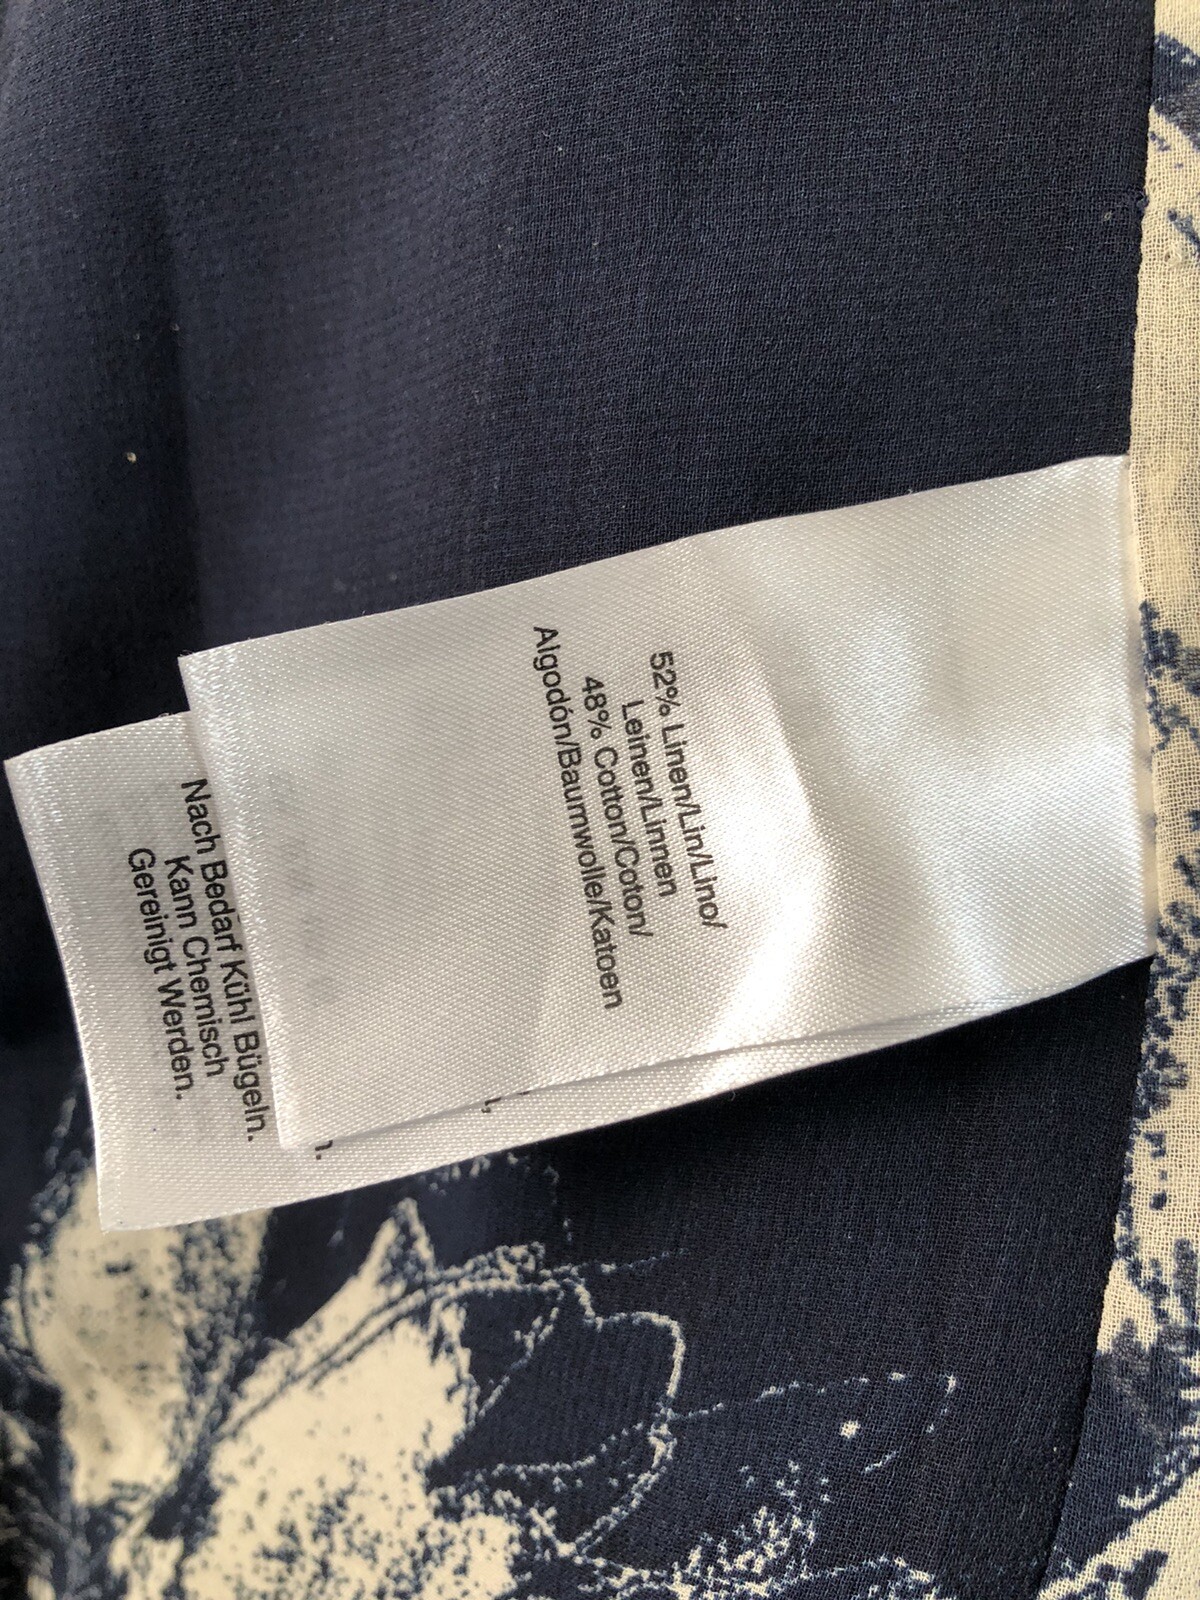 52% Linen/Lin/Lino/
Leinen/Linnen
48% Cotton/Coton/
Algodón/Baumwolle/Katoen
Nach Bedarf Kühl Bügeln.
Kann Chemisch
Gereinigt Werden.